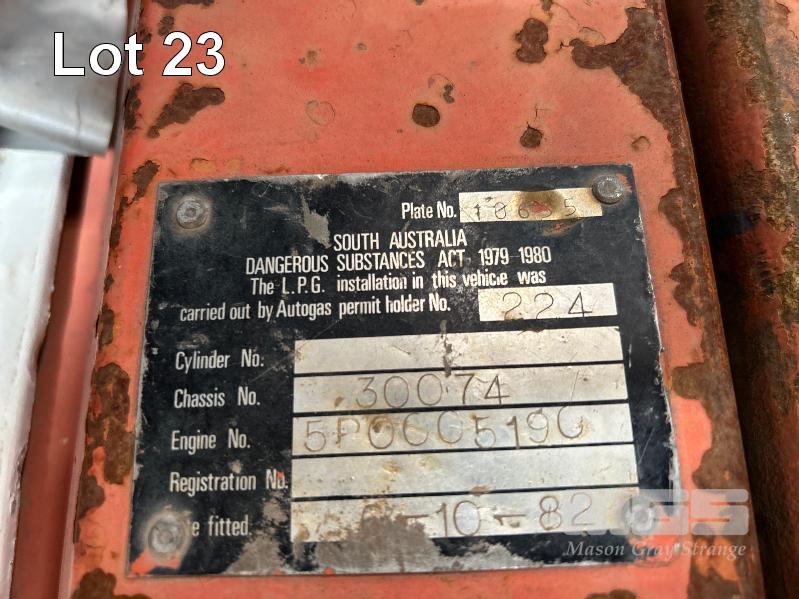 Lot 23
Plate No. 10655
SOUTH AUSTRALIA
DANGEROUS SUBSTANCES ACT 1979-1980
The L.P.G. installation in this vehicle was
carried out by Autogas permit holder No. 224
Cylinder No.
Chassis No. 30074
Engine No.
Registration No.
fitted. -10-82
Mason Gray Strange